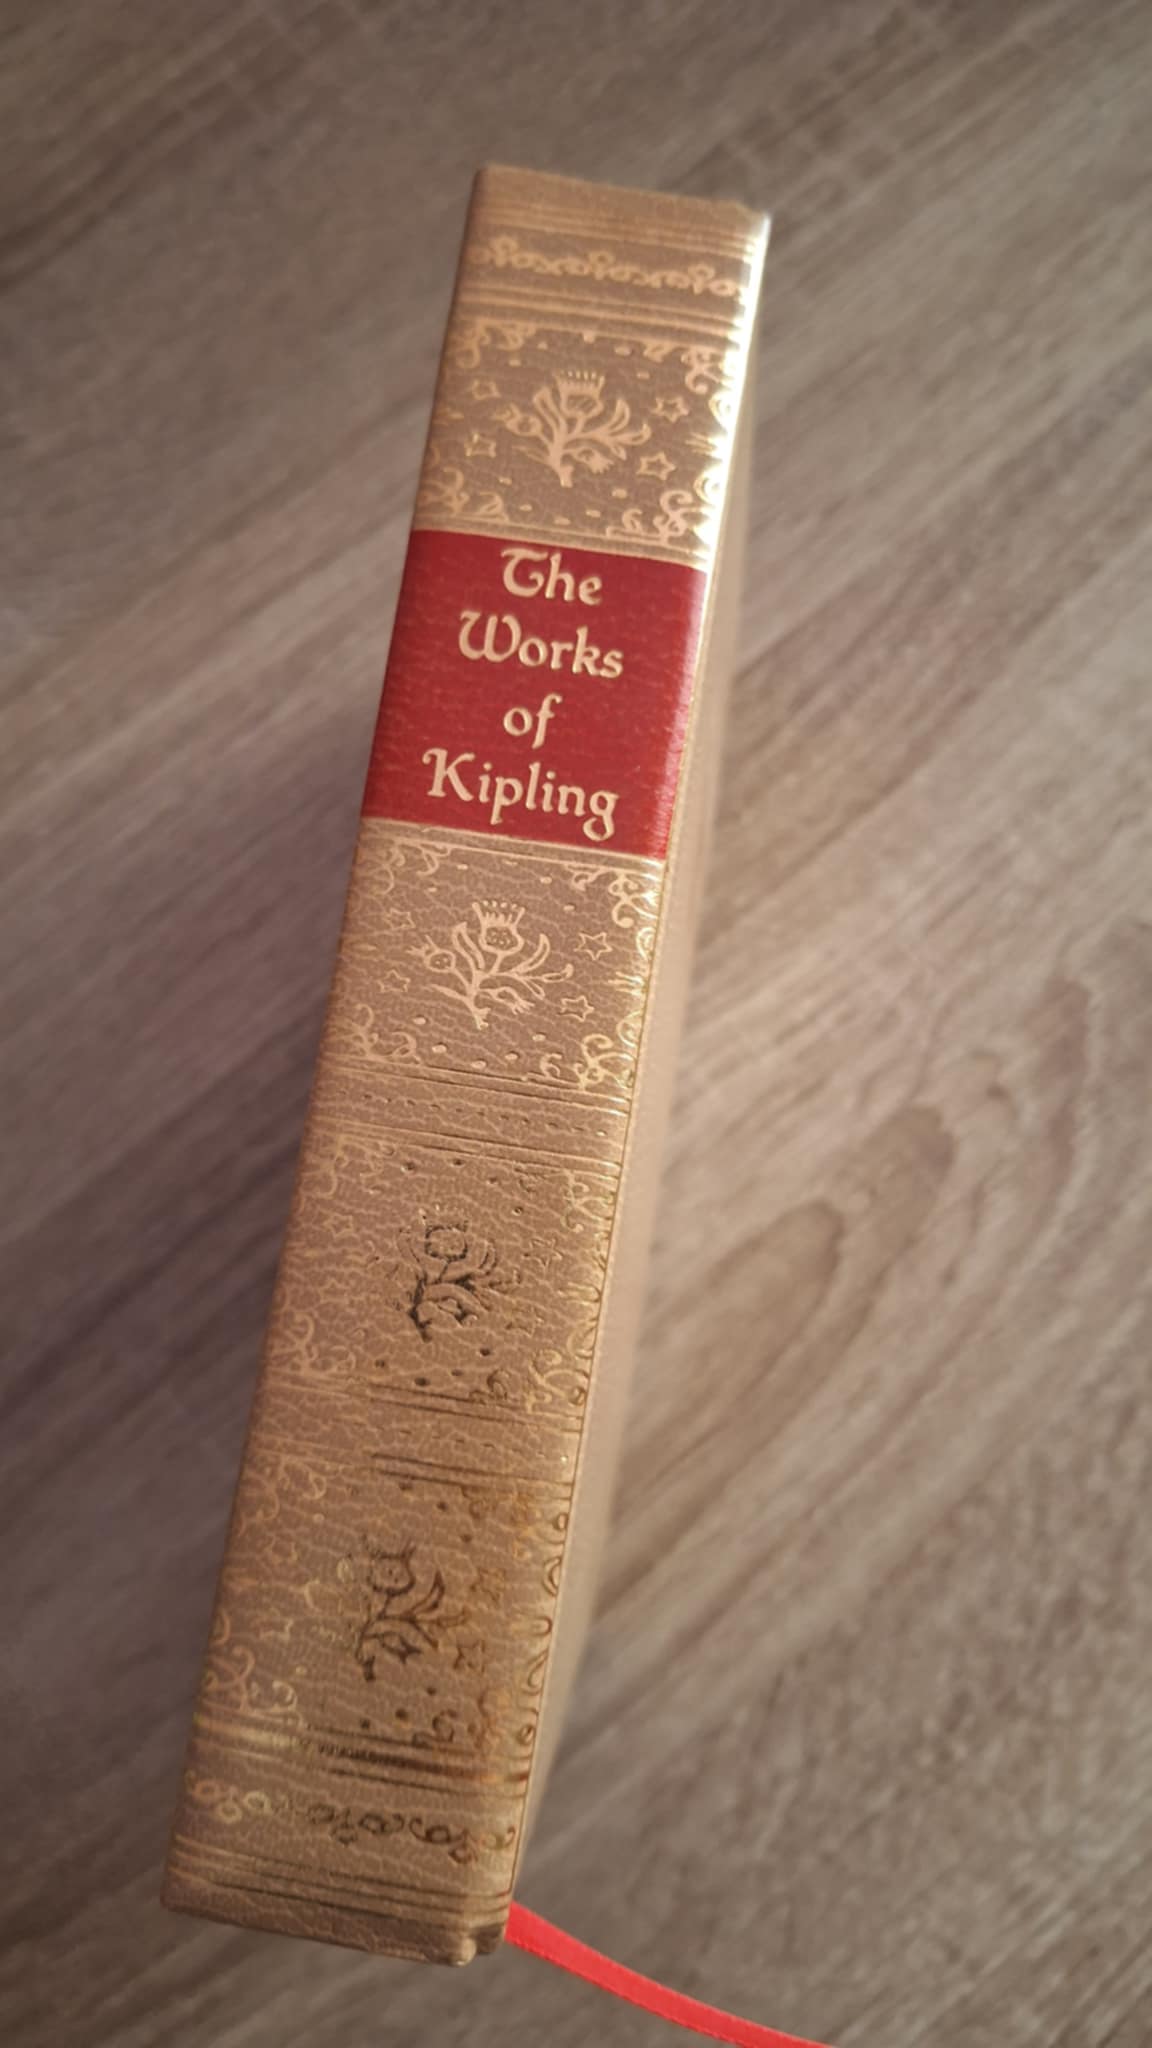 The
Works
of
Kipling